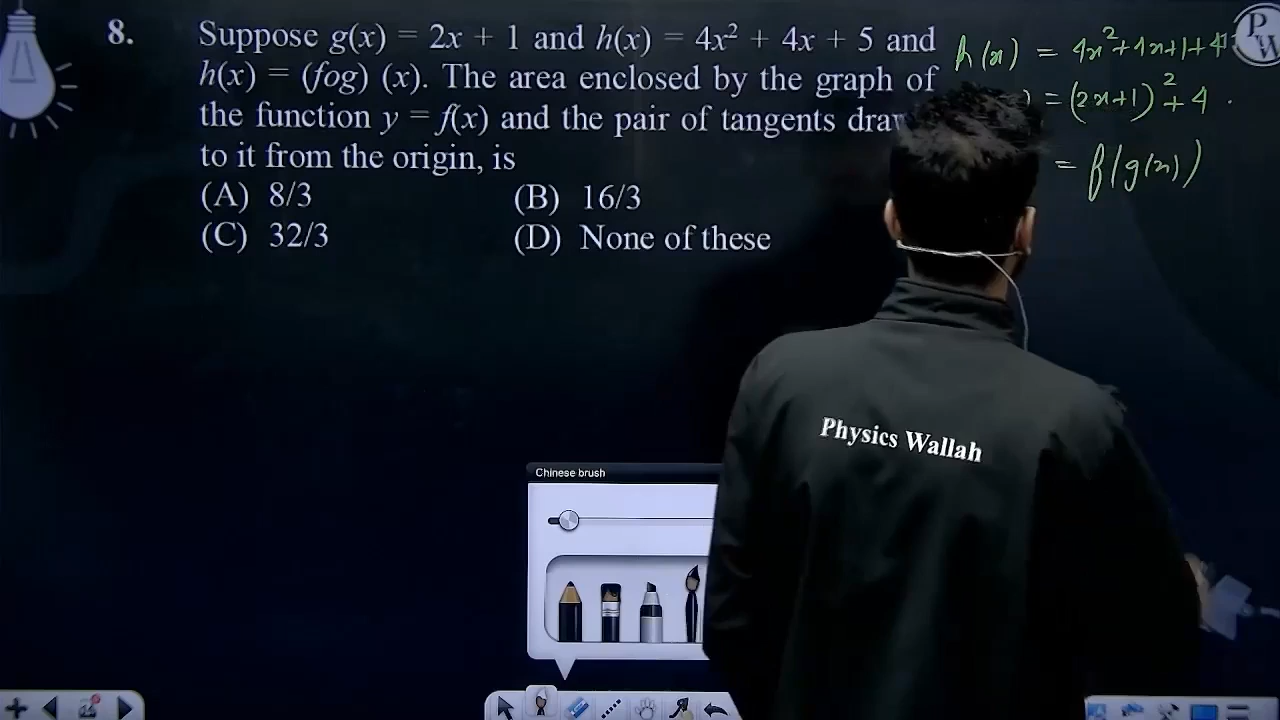 8. Suppose g(x) = 2x + 1 and h(x) = 4x² + 4x + 5 and
h(x) = (fog) (x). The area enclosed by the graph of
the function y = f(x) and the pair of tangents
to it from the origin, is
(A) 8/3 (B) 16/3
(C) 32/3 (D) None of these
h(x) = 4x²+4x+1+4
) = (2x+1)² + 4 .
= f(g(x))
PW
Physics Wallah
Chinese brush